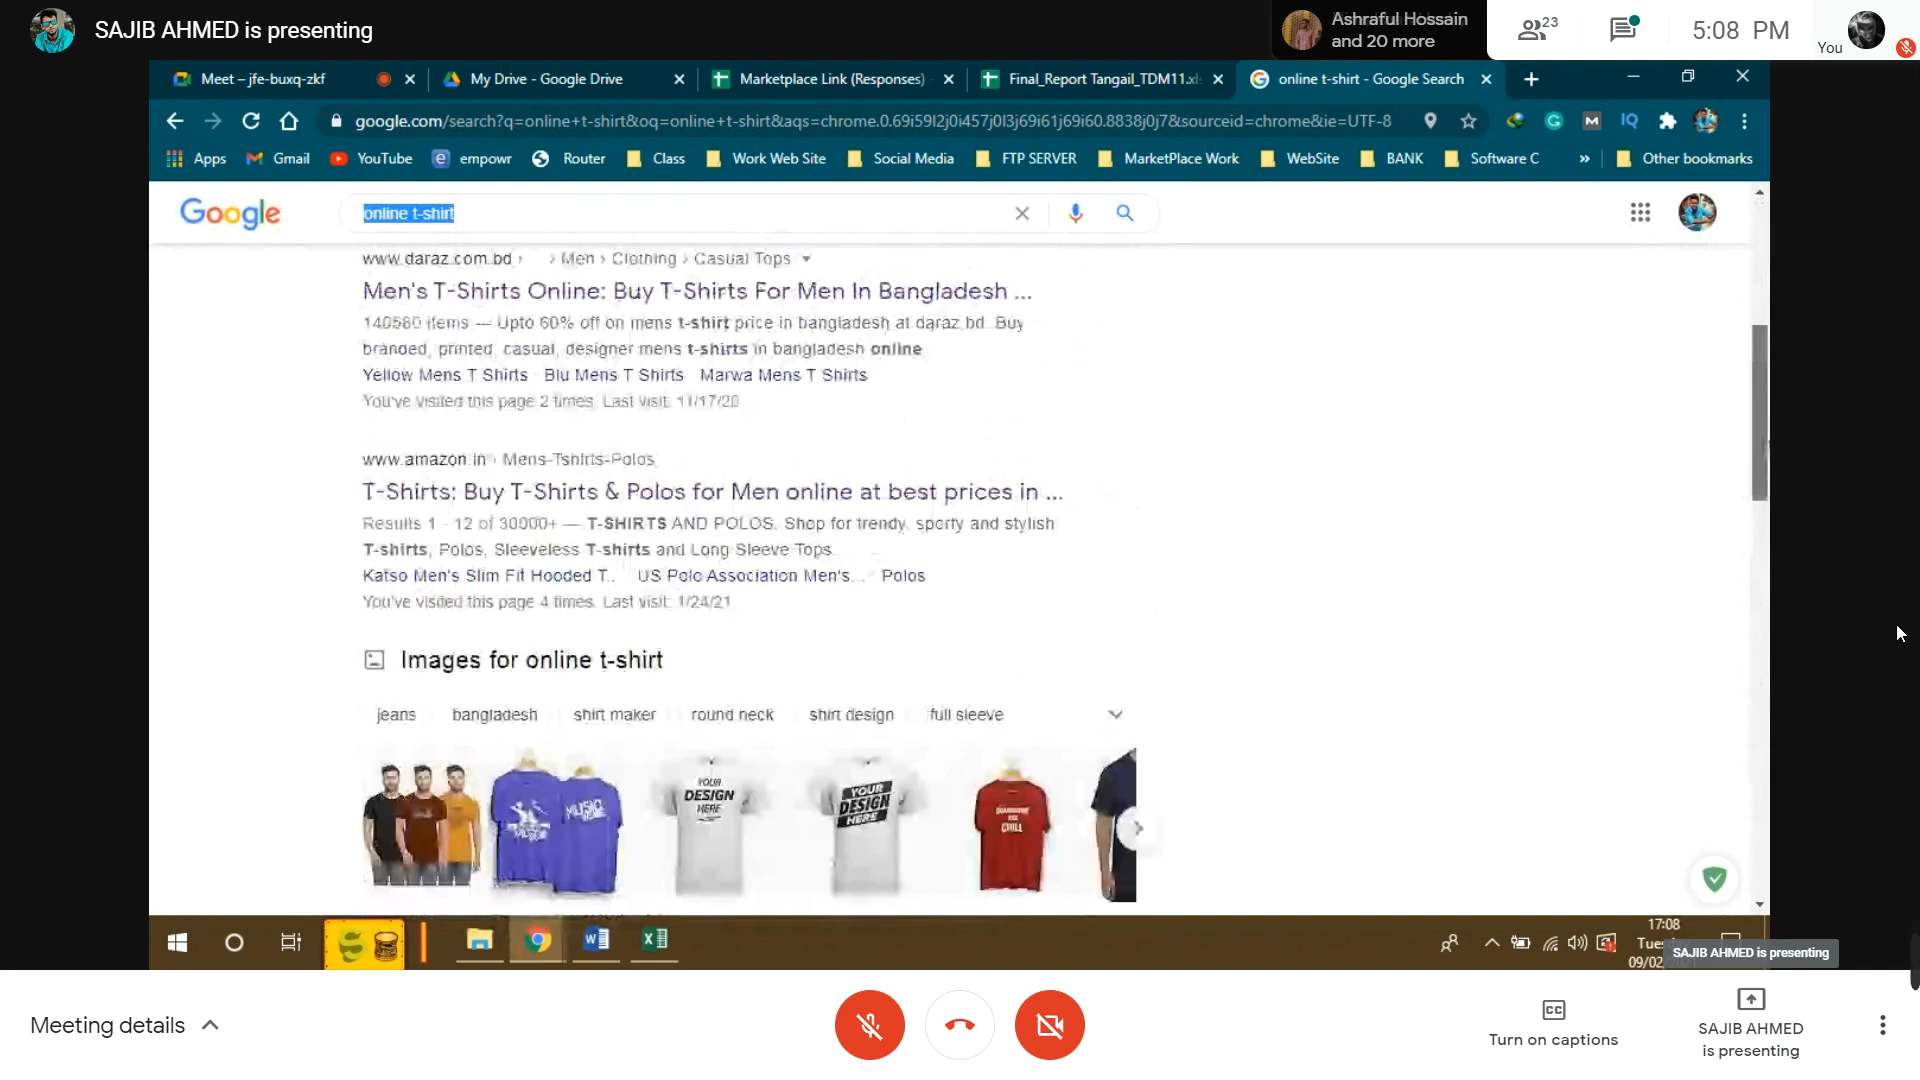 SAJIB AHMED is presenting
Ashraful Hossain
and 20 more
23
5:08 PM
You
Meet – jfe-buxq-zkf
My Drive - Google Drive
Marketplace Link (Responses)
Final_Report Tangail_TDM11.xl
online t-shirt - Google Search
google.com/search?q=online+t-shirt&oq=online+t-shirt&aqs=chrome.0.69i59l2j0i457j0l3j69i61j69i60.8838j0j7&sourceid=chrome&ie=UTF-8
M
IQ
Apps
Gmail
YouTube
empowr
Router
Class
Work Web Site
Social Media
FTP SERVER
MarketPlace Work
WebSite
BANK
Software C
»
Other bookmarks
Google
online t-shirt
www.daraz.com.bd › › Men › Clothing › Casual Tops
Men's T-Shirts Online: Buy T-Shirts For Men In Bangladesh ...
140580 items — Upto 60% off on mens t-shirt price in bangladesh at daraz.bd. Buy
branded, printed, casual, designer mens t-shirts in bangladesh online
Yellow Mens T Shirts · Blu Mens T Shirts · Marwa Mens T Shirts
You've visited this page 2 times. Last visit: 11/17/20
www.amazon.in › Mens-Tshirts-Polos
T-Shirts: Buy T-Shirts & Polos for Men online at best prices in ...
Results 1 - 12 of 30000+ — T-SHIRTS AND POLOS. Shop for trendy, sporty and stylish
T-shirts, Polos, Sleeveless T-shirts and Long Sleeve Tops.
Katso Men's Slim Fit Hooded T... · US Polo Association Men's... · Polos
You've visited this page 4 times. Last visit: 1/24/21
Images for online t-shirt
jeans
bangladesh
shirt maker
round neck
shirt design
full sleeve
MUSIC
YOUR
DESIGN
HERE
YOUR
DESIGN
HERE
CHILL
17:08
Tues
09/02/
SAJIB AHMED is presenting
Meeting details
CC
Turn on captions
SAJIB AHMED
is presenting